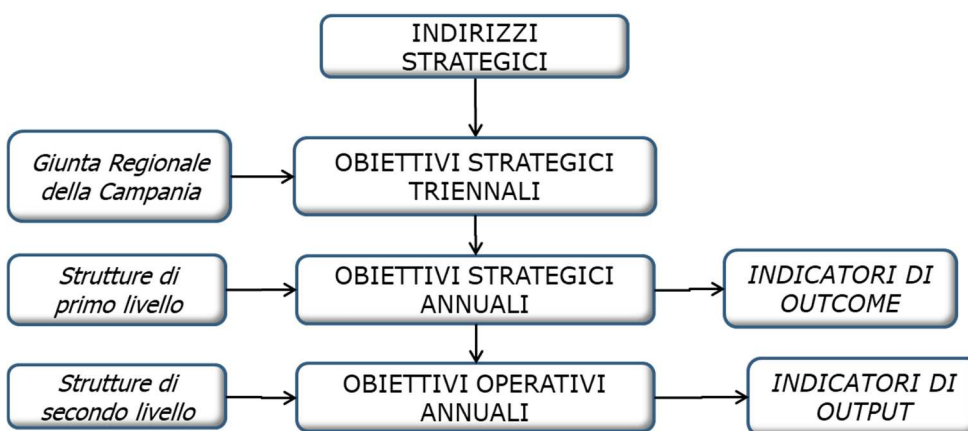 INDIRIZZI
STRATEGICI
Giunta Regionale
della Campania
OBIETTIVI STRATEGICI
TRIENNALI
Strutture di
primo livello
OBIETTIVI STRATEGICI
ANNUALI
INDICATORI DI
OUTCOME
Strutture di
secondo livello
OBIETTIVI OPERATIVI
ANNUALI
INDICATORI DI
OUTPUT